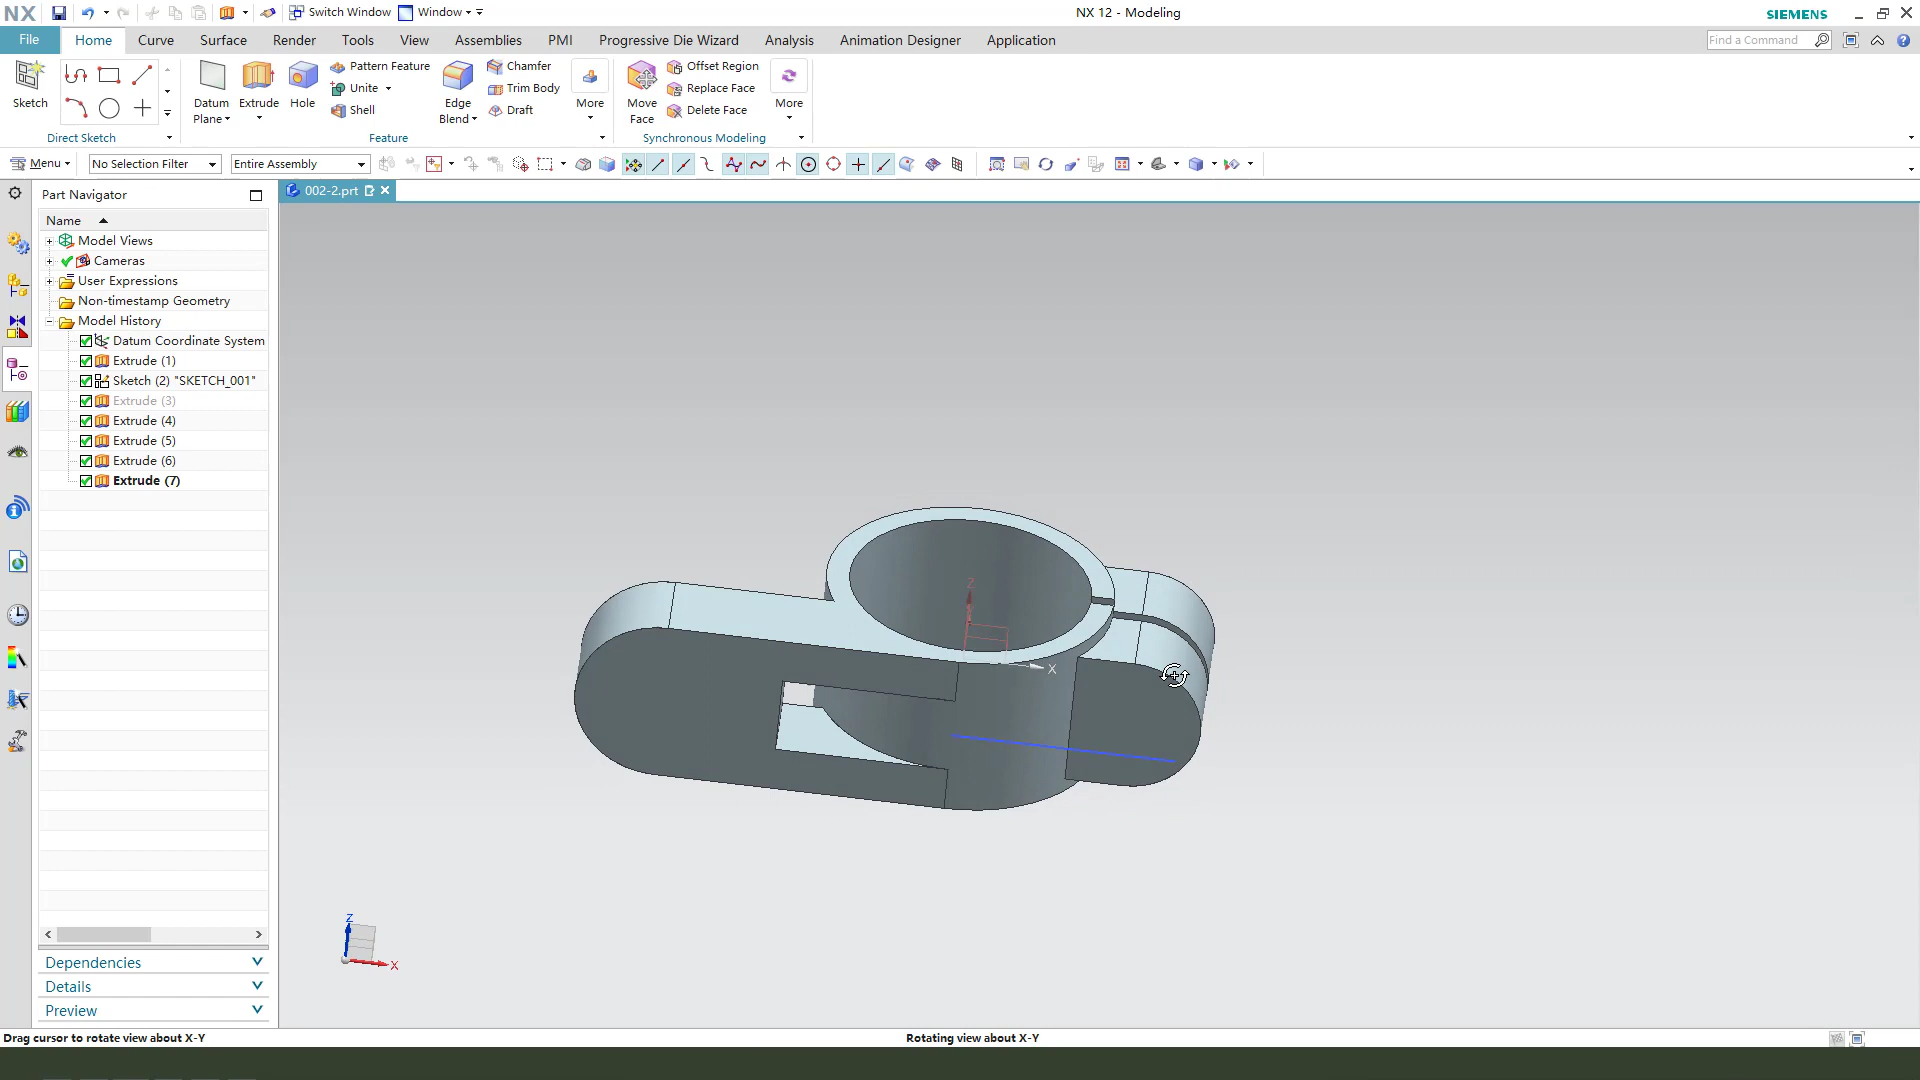 NX
Switch Window
Window
NX 12 - Modeling
SIEMENS
File
Home
Curve
Surface
Render
Tools
View
Assemblies
PMI
Progressive Die Wizard
Analysis
Animation Designer
Application
Find a Command
Sketch
Direct Sketch
Datum Plane
Extrude
Hole
Pattern Feature
Unite
Shell
Edge Blend
Chamfer
Trim Body
Draft
More
Feature
Move Face
Offset Region
Replace Face
Delete Face
More
Synchronous Modeling
Menu
No Selection Filter
Entire Assembly
Part Navigator
002-2.prt
Name
Model Views
Cameras
User Expressions
Non-timestamp Geometry
Model History
Datum Coordinate System
Extrude (1)
Sketch (2) "SKETCH_001"
Extrude (3)
Extrude (4)
Extrude (5)
Extrude (6)
Extrude (7)
Z
X
Z
X
Dependencies
Details
Preview
Drag cursor to rotate view about X-Y
Rotating view about X-Y